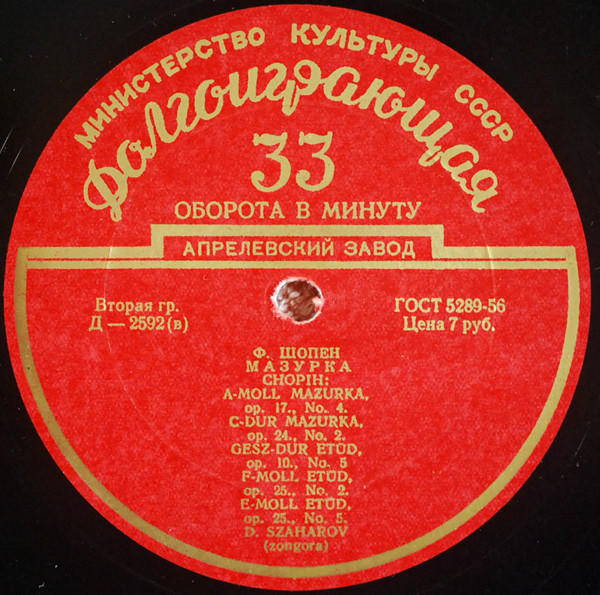 МИНИСТЕРСТВО КУЛЬТУРЫ СССР
Долгоиграющая
33
ОБОРОТА В МИНУТУ
АПРЕЛЕВСКИЙ ЗАВОД
Вторая гр.
Д — 2592 (в)
ГОСТ 5289-56
Цена 7 руб.
Ф. ШОПЕН
МАЗУРКА
CHOPIH:
A-MOLL MAZURKA,
op. 17., No. 4.
C-DUR MAZURKA,
op. 24., No. 2.
GESZ-DUR ETÜD,
op. 10., No. 5
F-MOLL ETÜD,
op. 25., No. 2.
E-MOLL ETÜD,
op. 25., No. 5.
D. SZAHAROV
(zongora)